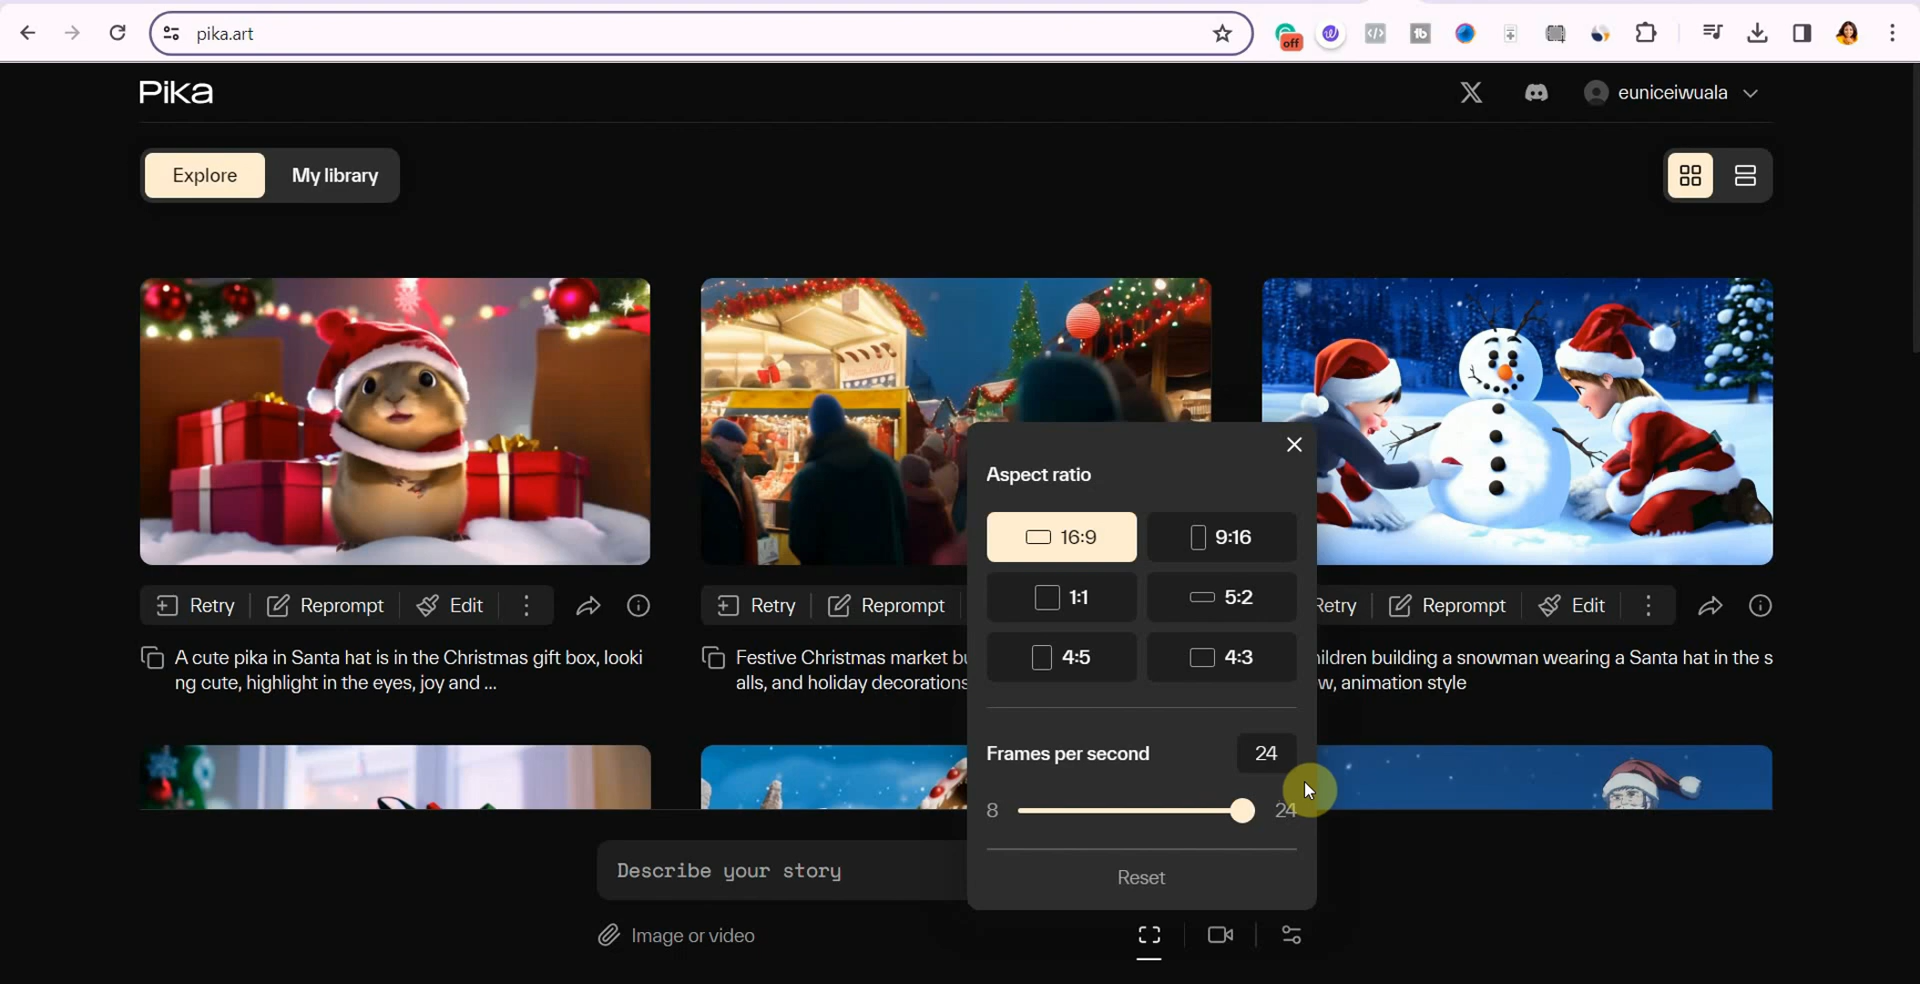 pika.art
off
Pika
euniceiwuala
Explore
My library
Aspect ratio
16:9
9:16
1:1
5:2
4:5
4:3
Retry
Reprompt
Edit
Retry
Reprompt
Retry
Reprompt
Edit
A cute pika in Santa hat is in the Christmas gift box, looki
ng cute, highlight in the eyes, joy and ...
Festive Christmas market bu
alls, and holiday decorations
ildren building a snowman wearing a Santa hat in the s
w, animation style
Frames per second
24
8
24
Reset
Describe your story
Image or video